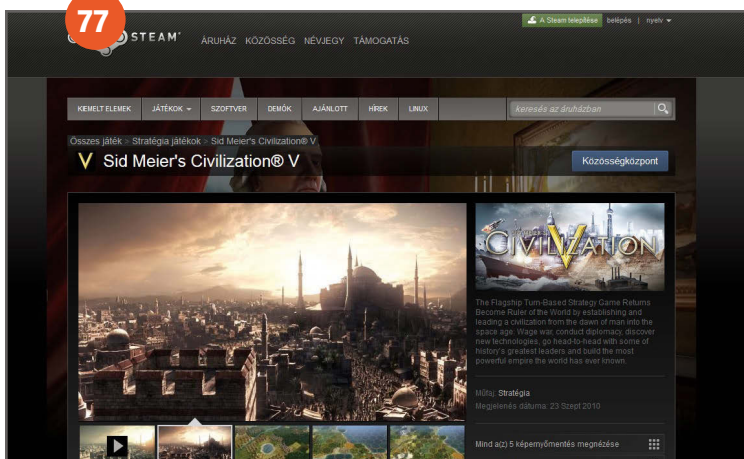 77
STEAM
ÁRUHÁZ KÖZÖSSÉG NÉVJEGY TÁMOGATÁS
A Steam telepítése belépés | nyelv
KIEMELT ELEMEK JÁTÉKOK SZOFTVER DEMÓK AJÁNLOTT HÍREK LINUX keresés az áruházban
Összes játék > Stratégia játékok > Sid Meier's Civilization® V
V Sid Meier's Civilization® V
Közösségközpont
CIVILIZATION V
The Flagship Turn-Based Strategy Game Returns
Become Ruler of the World by establishing and
leading a civilization from the dawn of man into the
space age: Wage war, conduct diplomacy, discover
new technologies, go head-to-head with some of
history's greatest leaders and build the most
powerful empire the world has ever known.
Műfaj: Stratégia
Megjelenés dátuma: 23 Szept 2010
Mind a(z) 5 képernyőmentés megnézése